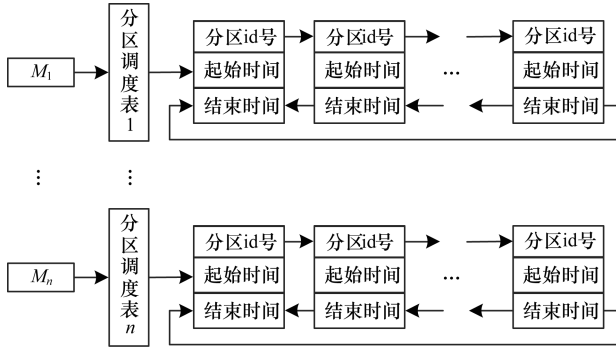 分区id号 分区id号 分区id号
M1 分区调度表1 起始时间 起始时间 … 起始时间
结束时间 结束时间 结束时间
⋮ ⋮
分区id号 分区id号 分区id号
Mn 分区调度表n 起始时间 起始时间 … 起始时间
结束时间 结束时间 结束时间